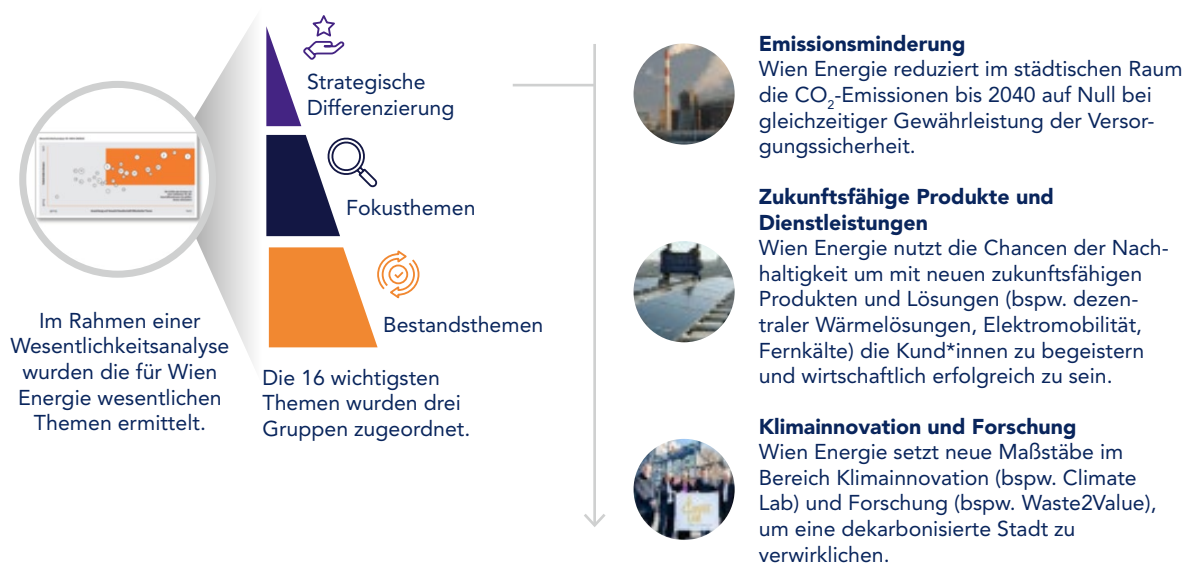 Strategische
Differenzierung
Fokusthemen
Bestandsthemen
Im Rahmen einer
Wesentlichkeitsanalyse
wurden die für Wien
Energie wesentlichen
Themen ermittelt.
Die 16 wichtigsten
Themen wurden drei
Gruppen zugeordnet.
Emissionsminderung
Wien Energie reduziert im städtischen Raum
die CO₂-Emissionen bis 2040 auf Null bei
gleichzeitiger Gewährleistung der Versor-
gungssicherheit.
Zukunftsfähige Produkte und
Dienstleistungen
Wien Energie nutzt die Chancen der Nach-
haltigkeit um mit neuen zukunftsfähigen
Produkten und Lösungen (bspw. dezen-
traler Wärmelösungen, Elektromobilität,
Fernkälte) die Kund*innen zu begeistern
und wirtschaftlich erfolgreich zu sein.
Klimainnovation und Forschung
Wien Energie setzt neue Maßstäbe im
Bereich Klimainnovation (bspw. Climate
Lab) und Forschung (bspw. Waste2Value),
um eine dekarbonisierte Stadt zu
verwirklichen.